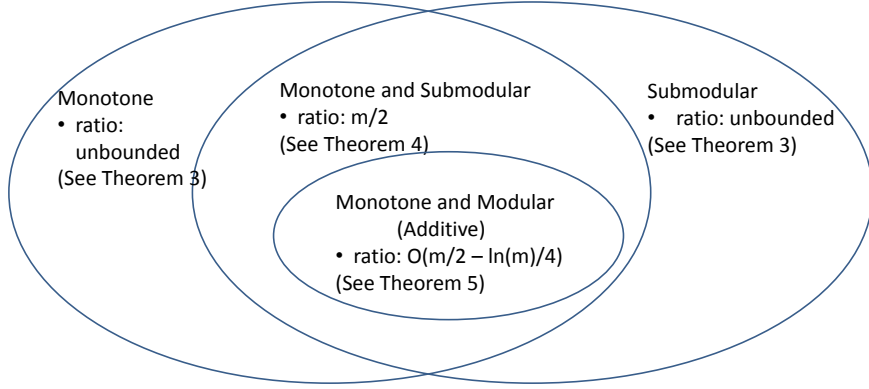 Monotone
• ratio:
unbounded
(See Theorem 3)
Monotone and Submodular
• ratio: m/2
(See Theorem 4)
Monotone and Modular
(Additive)
• ratio: O(m/2 – ln(m)/4)
(See Theorem 5)
Submodular
• ratio: unbounded
(See Theorem 3)